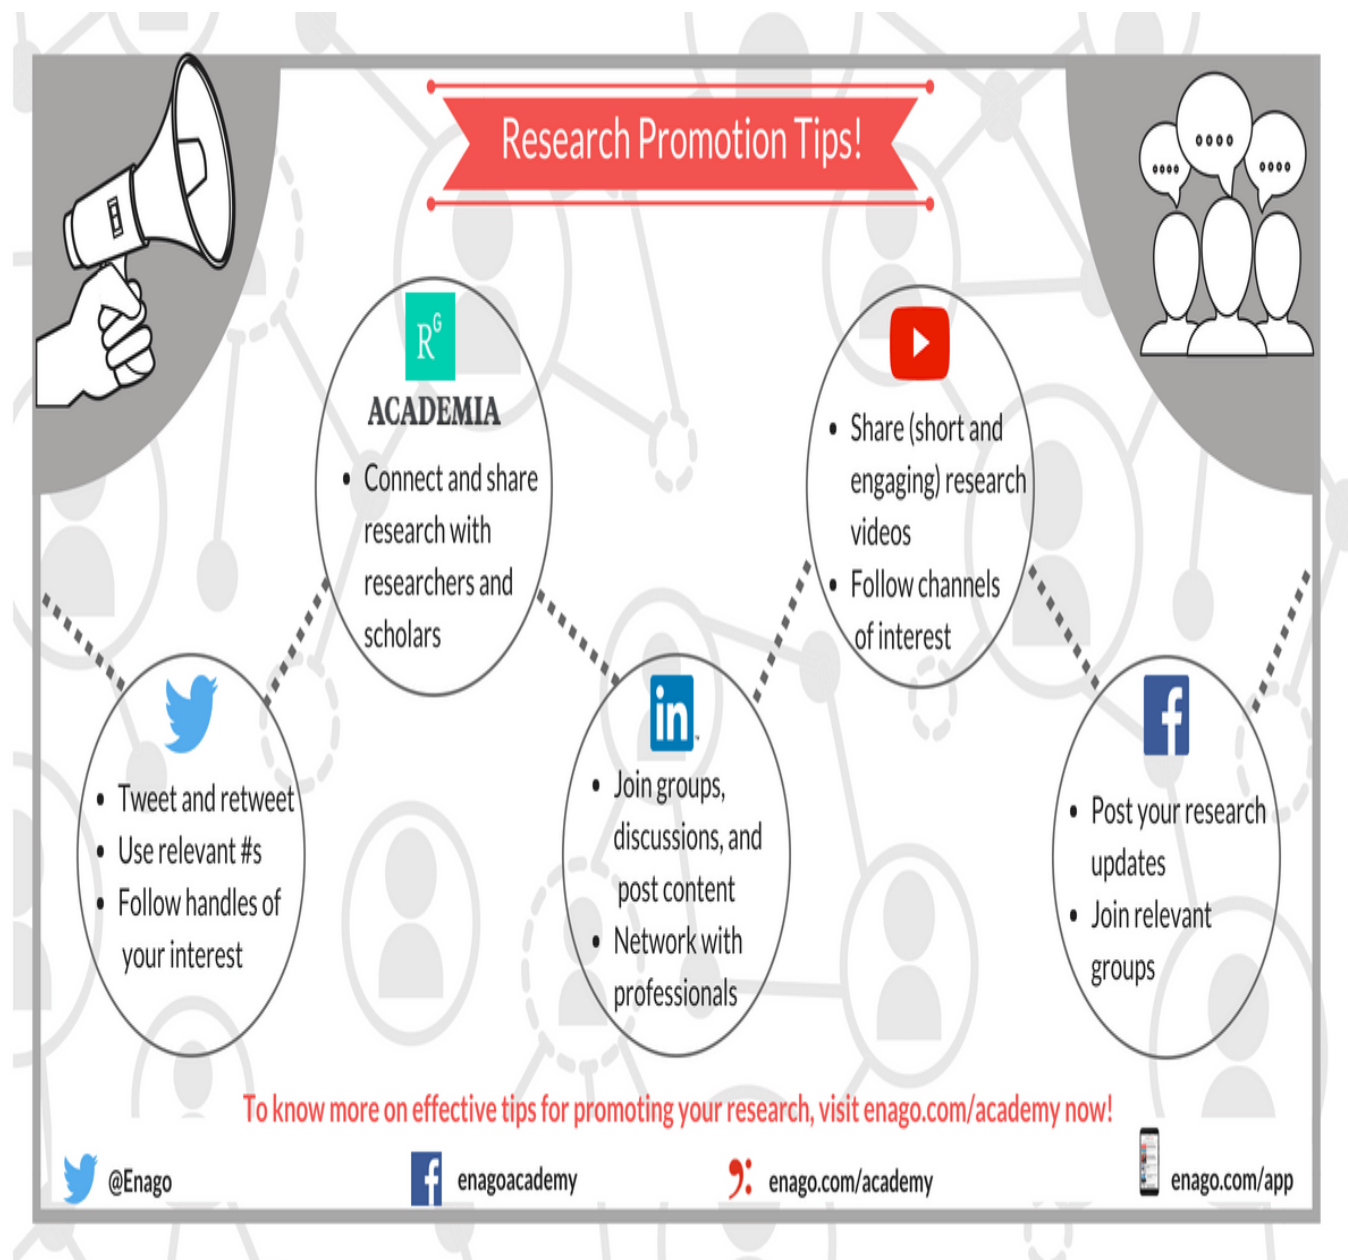 Research Promotion Tips!
RG
ACADEMIA
• Connect and share
research with
researchers and
scholars
• Share (short and
engaging) research
videos
• Follow channels
of interest
• Tweet and retweet
• Use relevant #s
• Follow handles of
your interest
in
• Join groups,
discussions, and
post content
• Network with
professionals
f
• Post your research
updates
• Join relevant
groups
To know more on effective tips for promoting your research, visit enago.com/academy now!
@Enago
f enagoacademy
enago.com/academy
enago.com/app